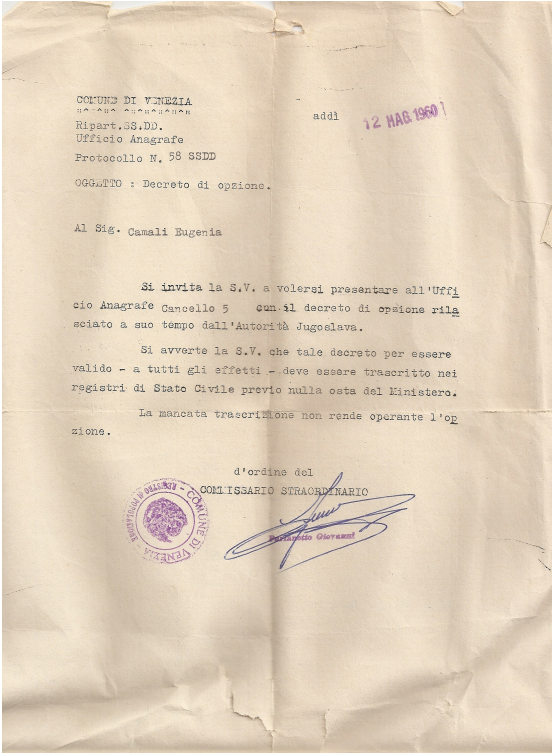 COMUNE DI VENEZIA
addì 12 MAG. 1960
Ripart.SS.DD.
Ufficio Anagrafe
Protocollo N. 58 SSDD
OGGETTO : Decreto di opzione.
Al Sig. Camali Eugenia
Si invita la S.V. a volersi presentare all'Uffi
cio Anagrafe Cancello 5 con il decreto di opzione rila
sciato a suo tempo dall'Autorità Jugoslava.
Si avverte la S.V. che tale decreto per essere
valido - a tutti gli effetti - deve essere trascritto nei
registri di Stato Civile previo nulla osta del Ministero.
La mancata trascrizione non rende operante l'op
zione.
d'ordine del
COMMISSARIO STRAORDINARIO
Giovanni
COMUNE DI VENEZIA